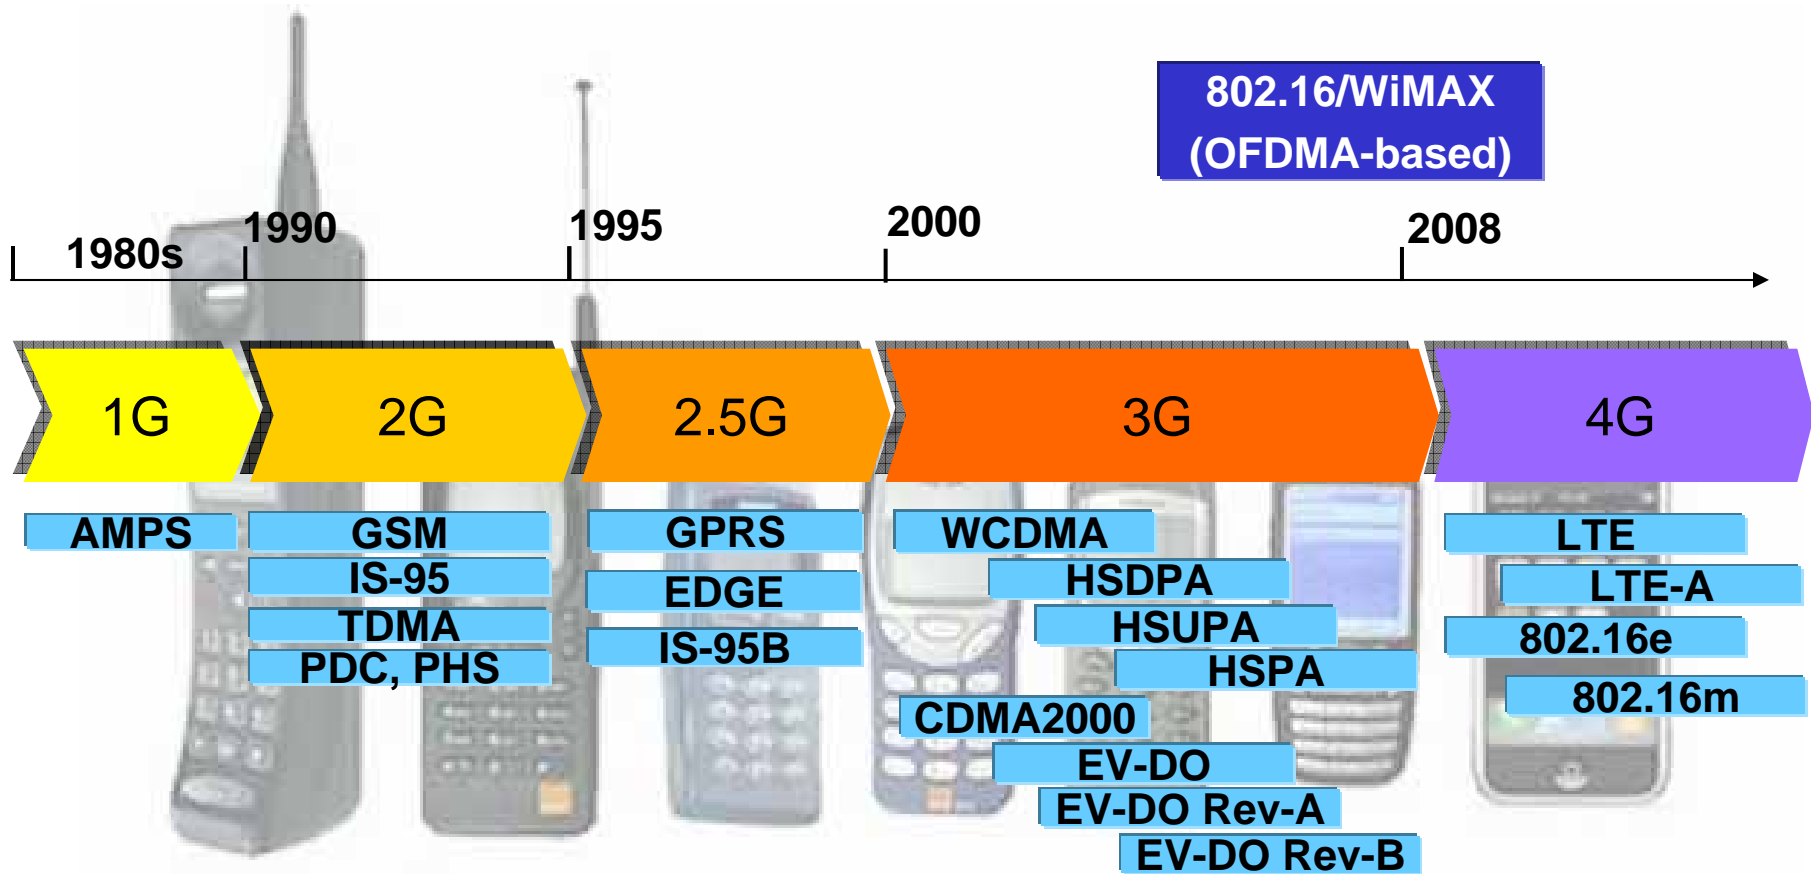 802.16/WiMAX
(OFDMA-based)
1980s
1990
1995
2000
2008
1G
2G
2.5G
3G
4G
AMPS
GSM
IS-95
TDMA
PDC, PHS
GPRS
EDGE
IS-95B
WCDMA
HSDPA
HSUPA
HSPA
CDMA2000
EV-DO
EV-DO Rev-A
EV-DO Rev-B
LTE
LTE-A
802.16e
802.16m